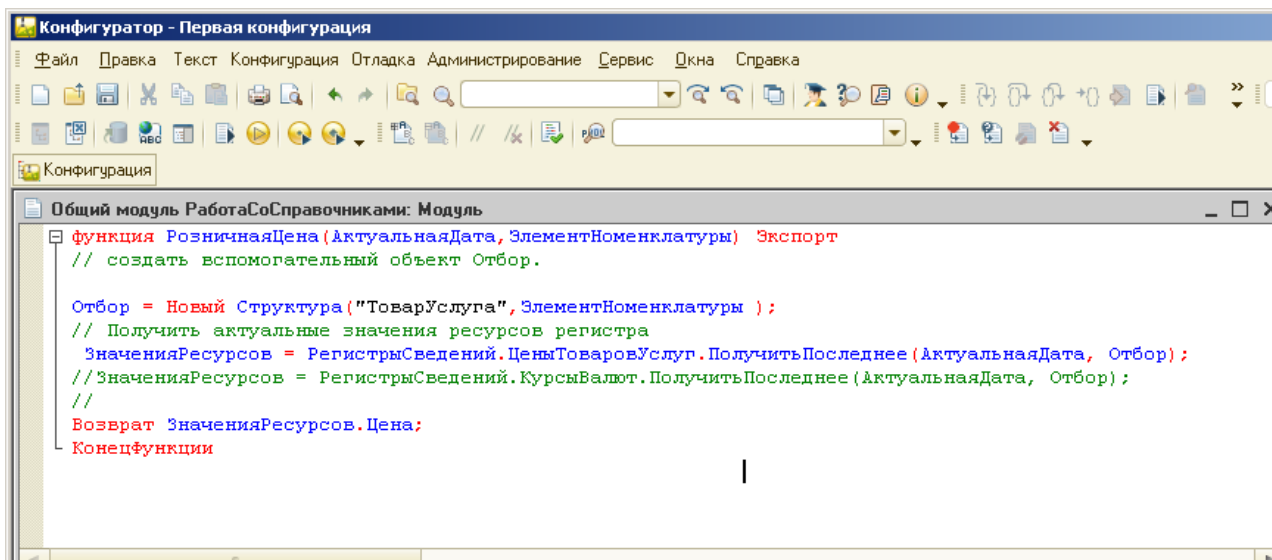 Конфигуратор - Первая конфигурация
Файл Правка Текст Конфигурация Отладка Администрирование Сервис Окна Справка
Конфигурация
Общий модуль РаботаСоСправочниками: Модуль
функция РозничнаяЦена(АктуальнаяДата,ЭлементНоменклатуры) Экспорт
// создать вспомогательный объект Отбор.
Отбор = Новый Структура("ТоварУслуга",ЭлементНоменклатуры );
// Получить актуальные значения ресурсов регистра
ЗначенияРесурсов = РегистрыСведений.ЦеныТоваровУслуг.ПолучитьПоследнее(АктуальнаяДата, Отбор);
//ЗначенияРесурсов = РегистрыСведений.КурсыВалют.ПолучитьПоследнее(АктуальнаяДата, Отбор);
//
Возврат ЗначенияРесурсов.Цена;
КонецФункции